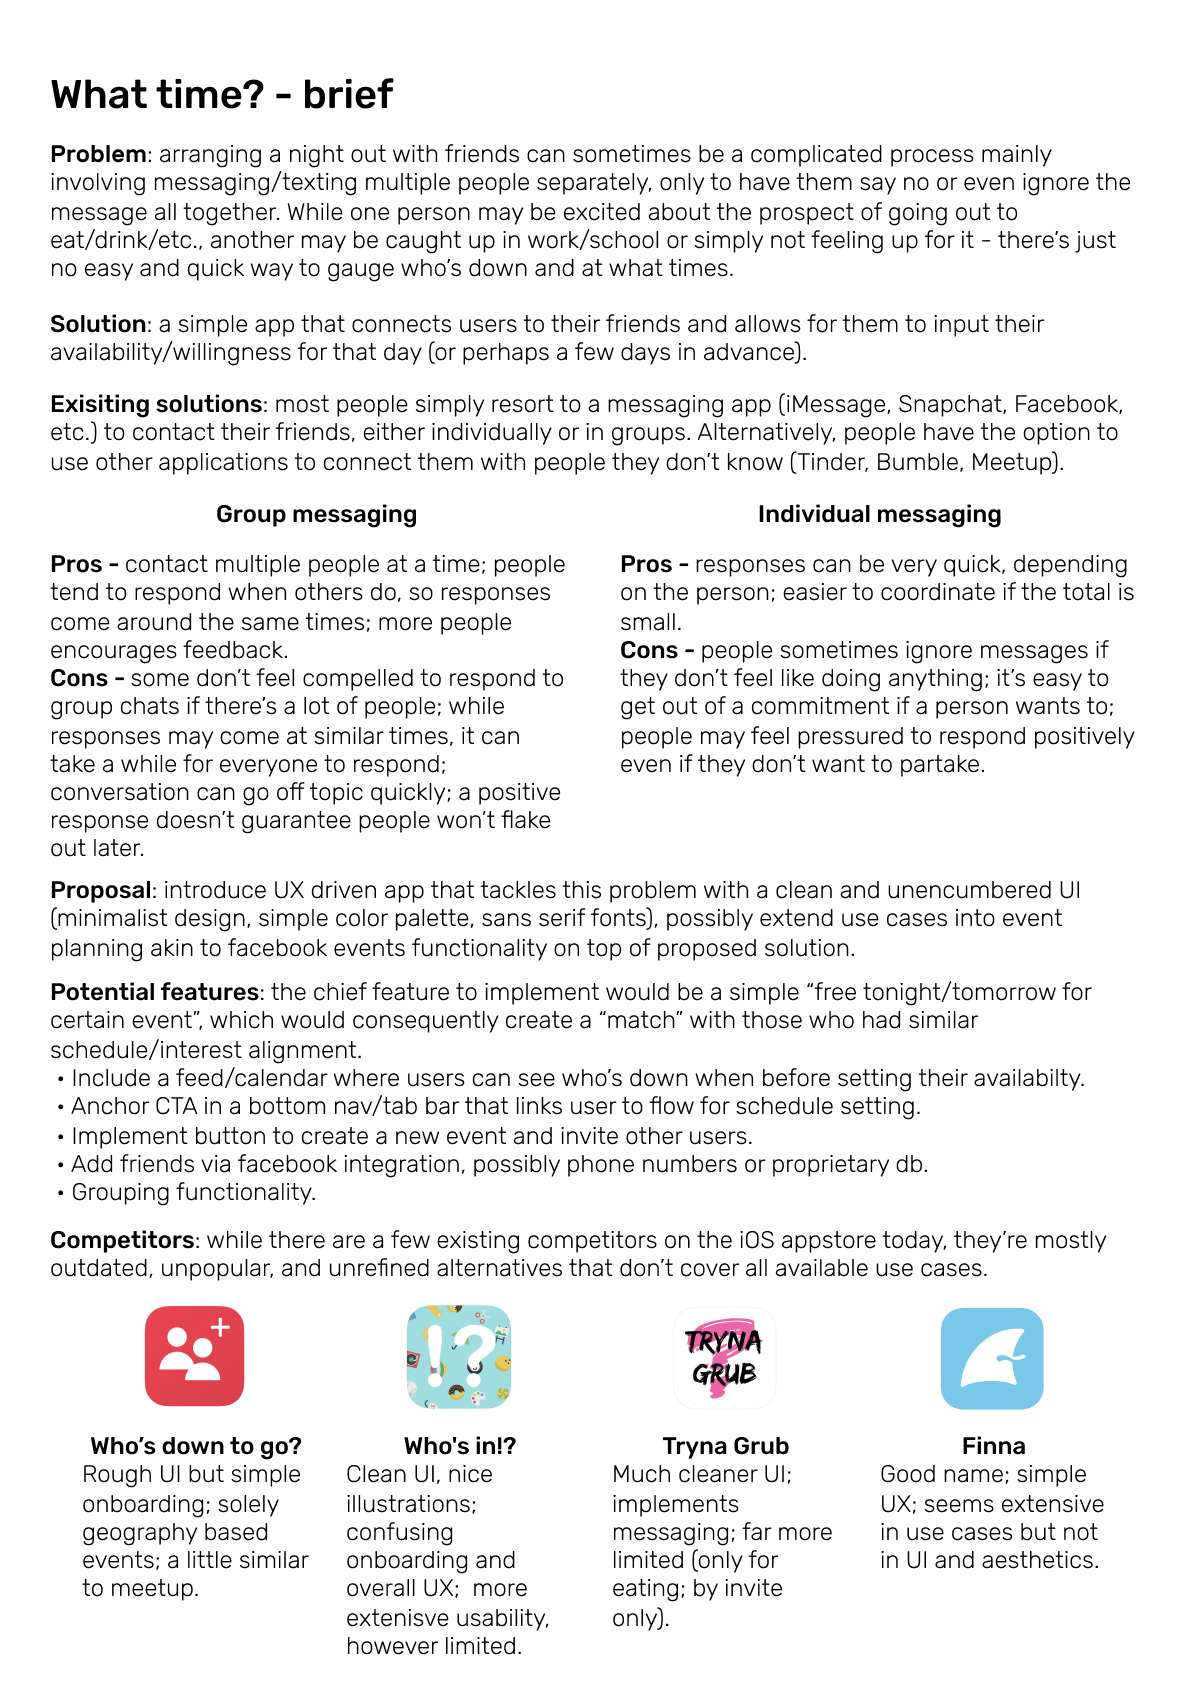 What time? - brief
Problem: arranging a night out with friends can sometimes be a complicated process mainly
involving messaging/texting multiple people separately, only to have them say no or even ignore the
message all together. While one person may be excited about the prospect of going out to
eat/drink/etc., another may be caught up in work/school or simply not feeling up for it - there's just
no easy and quick way to gauge who's down and at what times.
Solution: a simple app that connects users to their friends and allows for them to input their
availability/willingness for that day (or perhaps a few days in advance).
Exisiting solutions: most people simply resort to a messaging app (iMessage, Snapchat, Facebook,
etc.) to contact their friends, either individually or in groups. Alternatively, people have the option to
use other applications to connect them with people they don't know (Tinder, Bumble, Meetup).
Group messaging
Pros - contact multiple people at a time; people
tend to respond when others do, so responses
come around the same times; more people
encourages feedback.
Cons - some don't feel compelled to respond to
group chats if there's a lot of people; while
responses may come at similar times, it can
take a while for everyone to respond;
conversation can go off topic quickly; a positive
response doesn't guarantee people won't flake
out later.
Individual messaging
Pros - responses can be very quick, depending
on the person; easier to coordinate if the total is
small.
Cons - people sometimes ignore messages if
they don't feel like doing anything; it's easy to
get out of a commitment if a person wants to;
people may feel pressured to respond positively
even if they don't want to partake.
Proposal: introduce UX driven app that tackles this problem with a clean and unencumbered UI
(minimalist design, simple color palette, sans serif fonts), possibly extend use cases into event
planning akin to facebook events functionality on top of proposed solution.
Potential features: the chief feature to implement would be a simple “free tonight/tomorrow for
certain event”, which would consequently create a “match” with those who had similar
schedule/interest alignment.
• Include a feed/calendar where users can see who's down when before setting their availabilty.
• Anchor CTA in a bottom nav/tab bar that links user to flow for schedule setting.
• Implement button to create a new event and invite other users.
• Add friends via facebook integration, possibly phone numbers or proprietary db.
• Grouping functionality.
Competitors: while there are a few existing competitors on the iOS appstore today, they're mostly
outdated, unpopular, and unrefined alternatives that don't cover all available use cases.
!?
TRYNA
GRUB
Who's down to go?
Rough UI but simple
onboarding; solely
geography based
events; a little similar
to meetup.
Who's in!?
Clean UI, nice
illustrations;
confusing
onboarding and
overall UX;  more
extenisve usability,
however limited.
Tryna Grub
Much cleaner UI;
implements
messaging; far more
limited (only for
eating; by invite
only).
Finna
Good name; simple
UX; seems extensive
in use cases but not
in UI and aesthetics.